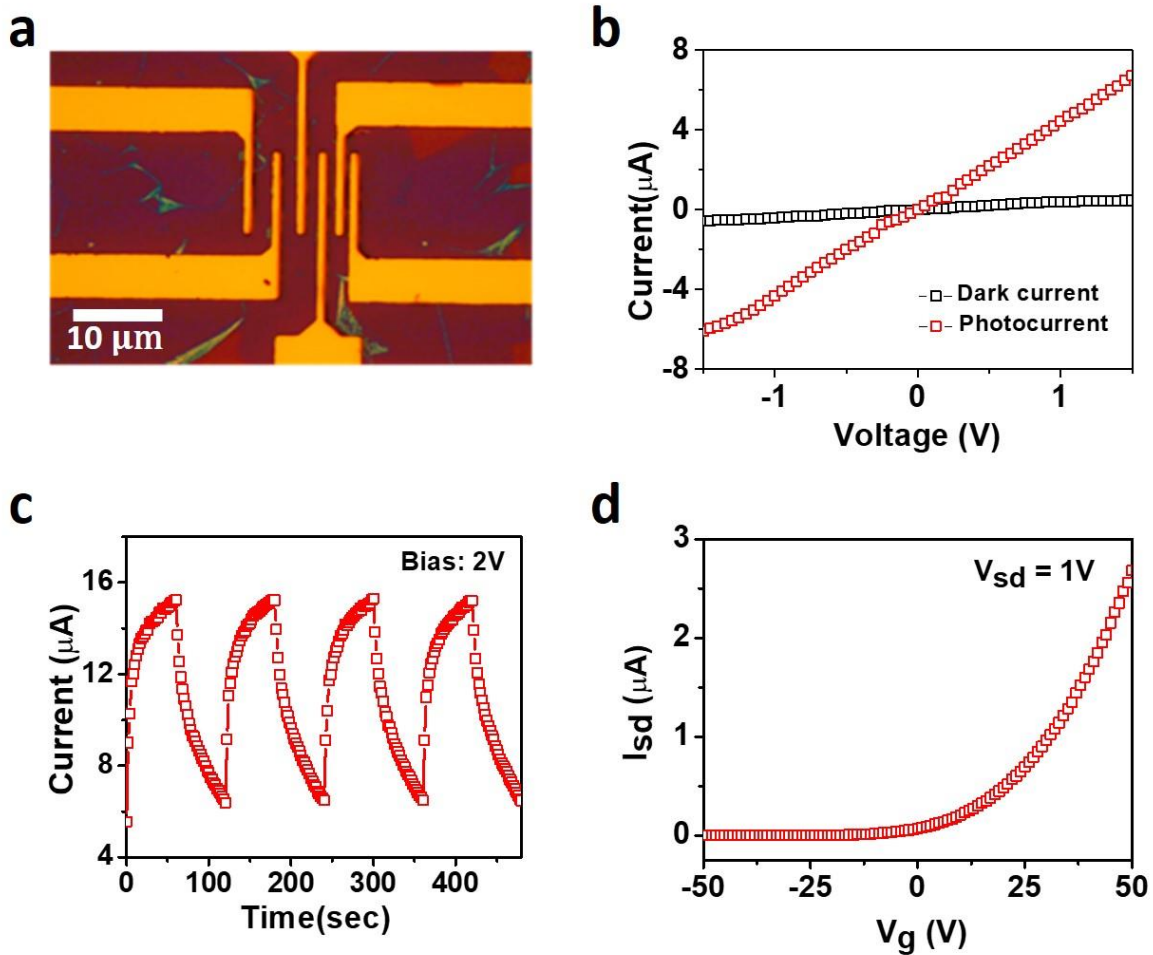 a
10 μm
b
Current(μA)
8
4
0
-4
-8
-1
0
1
Voltage (V)
Dark current
Photocurrent
c
Current (μA)
16
12
8
4
0
100
200
300
400
Time(sec)
Bias: 2V
d
Isd (μA)
3
2
1
0
-50
-25
0
25
50
Vg (V)
Vsd = 1V